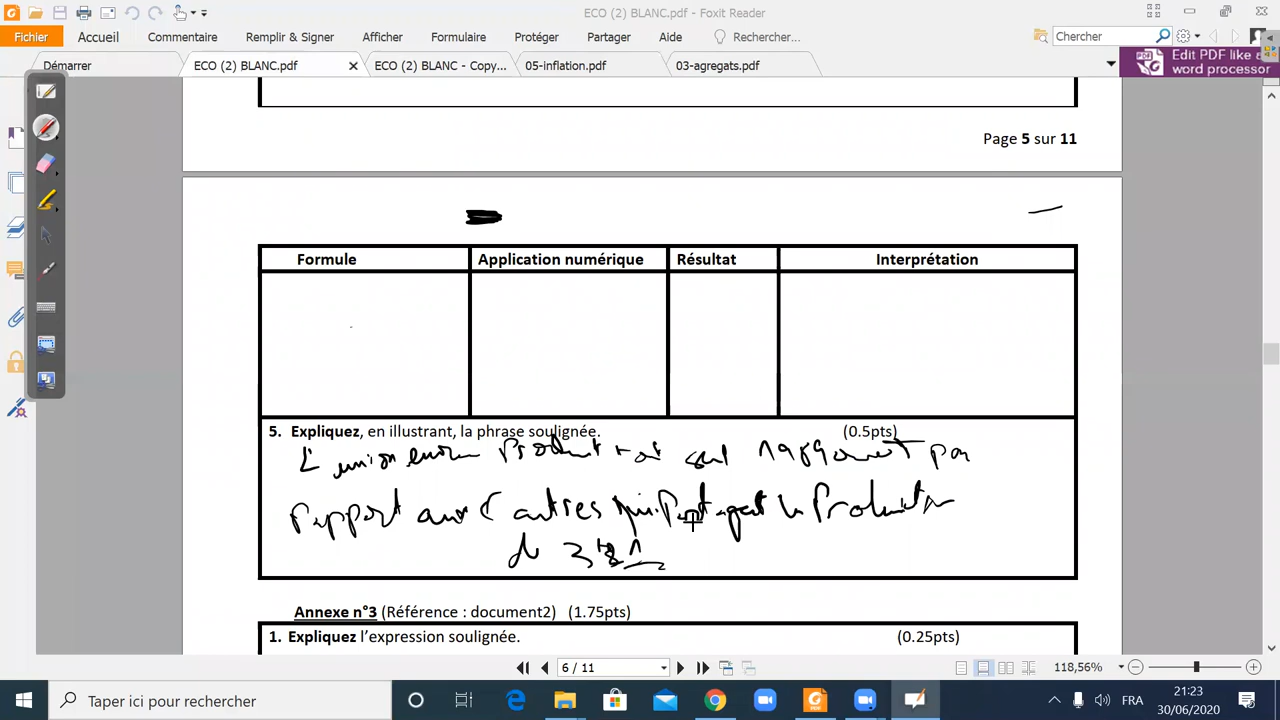 ECO (2) BLANC.pdf - Foxit Reader
Fichier Accueil Commentaire Remplir & Signer Afficher Formulaire Protéger Partager Aide Rechercher... Chercher
Démarrer ECO (2) BLANC.pdf ECO (2) BLANC - Copy... 05-inflation.pdf 03-agregats.pdf
Edit PDF like a
word processor
Page 5 sur 11
Formule Application numérique Résultat Interprétation
5. Expliquez, en illustrant, la phrase soulignée. (0.5pts)
L'union Produit par
rapport aux autres la Production
de
Annexe n°3 (Référence : document2) (1.75pts)
1. Expliquez l'expression soulignée. (0.25pts)
6 / 11 118,56%
Taper ici pour rechercher FRA 21:23
30/06/2020